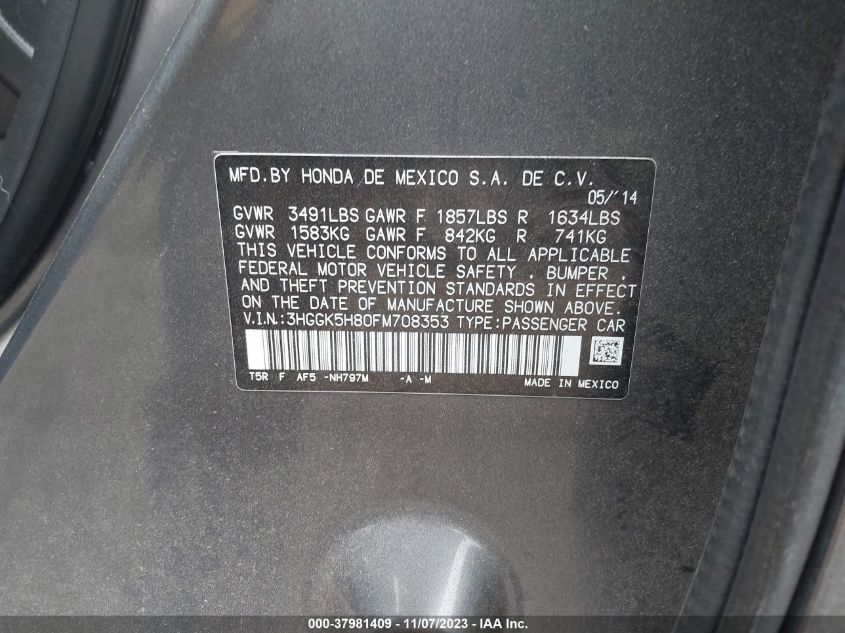 MFD.BY HONDA DE MEXICO S.A. DE C.V.
05/'14
GVWR 3491LBS GAWR F 1857LBS R 1634LBS
GVWR 1583KG GAWR F 842KG R 741KG
THIS VEHICLE CONFORMS TO ALL APPLICABLE
FEDERAL MOTOR VEHICLE SAFETY , BUMPER ,
AND THEFT PREVENTION STANDARDS IN EFFECT
ON THE DATE OF MANUFACTURE SHOWN ABOVE.
V.I.N.:3HGGK5H80FM708353 TYPE:PASSENGER CAR
T5R F AF5 -NH797M -A -M MADE IN MEXICO
000-37981409 - 11/07/2023 - © IAA Inc.